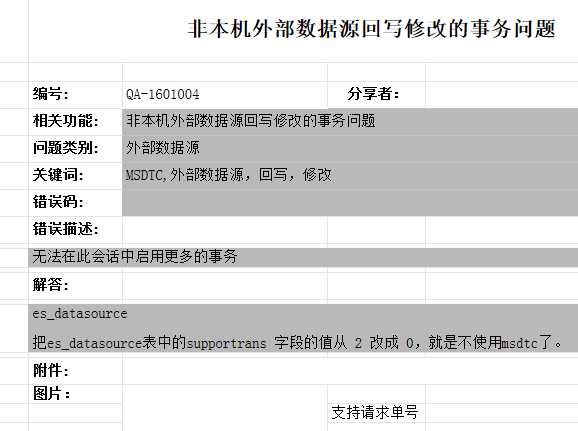 非本机外部数据源回写修改的事务问题
编号: QA-1601004 分享者:
相关功能: 非本机外部数据源回写修改的事务问题
问题类别: 外部数据源
关键词: MSDTC,外部数据源，回写，修改
错误码:
错误描述:
无法在此会话中启用更多的事务
解答:
es_datasource
把es_datasource表中的supportrans 字段的值从 2 改成 0，就是不使用msdtc了。
附件:
图片：
支持请求单号